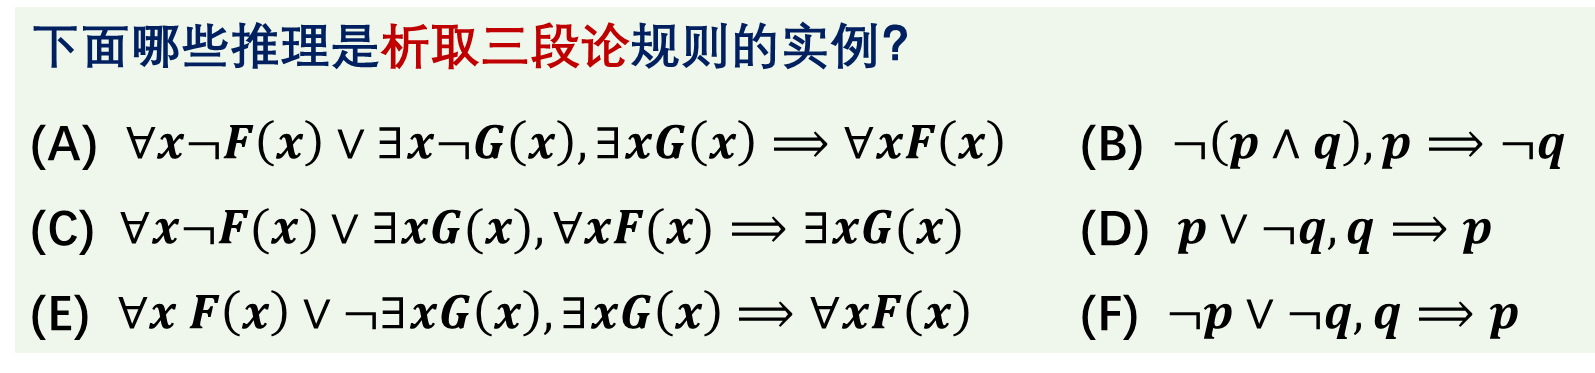 下面哪些推理是析取三段论规则的实例?
(A) ∀x¬F(x) ∨ ∃x¬G(x), ∃xG(x) ⟹ ∀xF(x) (B) ¬(p ∧ q), p ⟹ ¬q
(C) ∀x¬F(x) ∨ ∃xG(x), ∀xF(x) ⟹ ∃xG(x) (D) p ∨ ¬q, q ⟹ p
(E) ∀x F(x) ∨ ¬∃xG(x), ∃xG(x) ⟹ ∀xF(x) (F) ¬p ∨ ¬q, q ⟹ p